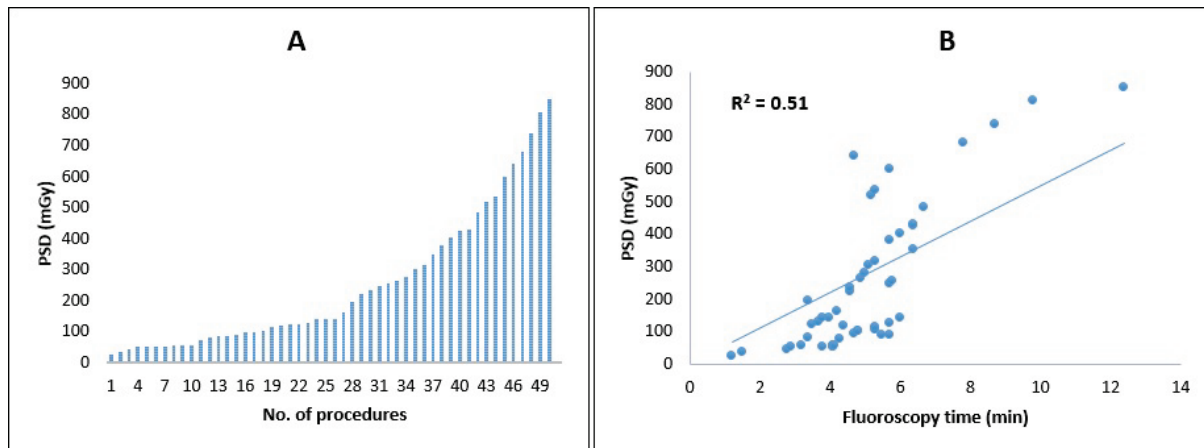 A
900
800
700
600
500
400
300
200
100
0
PSD (mGy)
1 4 7 10 13 16 19 22 25 28 31 34 37 40 43 46 49
No. of procedures
B
900
800
700
600
500
400
300
200
100
0
PSD (mGy)
R² = 0.51
0 2 4 6 8 10 12 14
Fluoroscopy time (min)